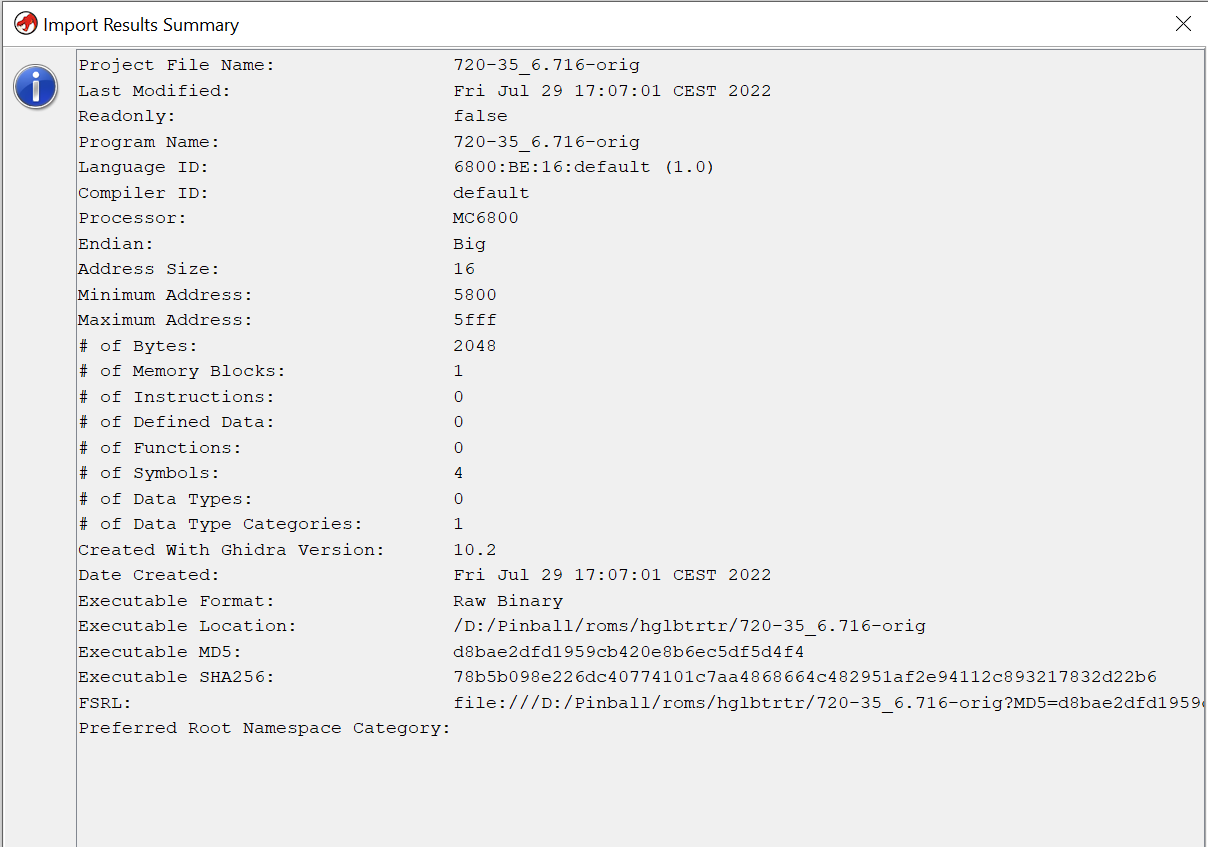 Import Results Summary
Project File Name: 720-35_6.716-orig
Last Modified: Fri Jul 29 17:07:01 CEST 2022
Readonly: false
Program Name: 720-35_6.716-orig
Language ID: 6800:BE:16:default (1.0)
Compiler ID: default
Processor: MC6800
Endian: Big
Address Size: 16
Minimum Address: 5800
Maximum Address: 5fff
# of Bytes: 2048
# of Memory Blocks: 1
# of Instructions: 0
# of Defined Data: 0
# of Functions: 0
# of Symbols: 4
# of Data Types: 0
# of Data Type Categories: 1
Created With Ghidra Version: 10.2
Date Created: Fri Jul 29 17:07:01 CEST 2022
Executable Format: Raw Binary
Executable Location: /D:/Pinball/roms/hglbtrtr/720-35_6.716-orig
Executable MD5: d8bae2dfd1959cb420e8b6ec5df5d4f4
Executable SHA256: 78b5b098e226dc40774101c7aa4868664c482951af2e94112c893217832d22b6
FSRL: file:///D:/Pinball/roms/hglbtrtr/720-35_6.716-orig?MD5=d8bae2dfd1959
Preferred Root Namespace Category: